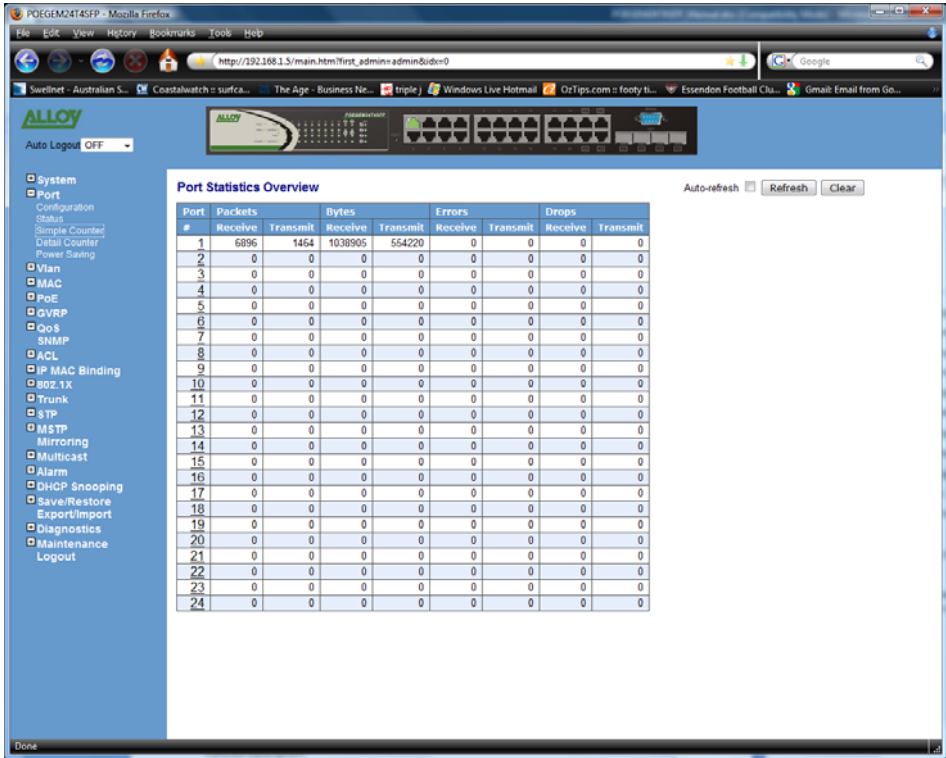 POEGEM24T4SFP - Mozilla Firefox
File Edit View History Bookmarks Tools Help
http://192.168.1.5/main.htm?first_admin=admin&idx=0
Google
Swellnet - Australian S... Coastalwatch :: surfca... The Age - Business Ne... triple j Windows Live Hotmail OzTips.com :: footy ti... Essendon Football Clu... Gmail: Email from Go...
ALLOY
Auto Logout OFF
ALLOY
System
Port
Configuration
Status
Simple Counter
Detail Counter
Power Saving
Vlan
MAC
PoE
GVRP
QoS
SNMP
ACL
IP MAC Binding
802.1X
Trunk
STP
MSTP
Mirroring
Multicast
Alarm
DHCP Snooping
Save/Restore
Export/Import
Diagnostics
Maintenance
Logout
Port Statistics Overview
Auto-refresh Refresh Clear
Port Packets Bytes Errors Drops
# Receive Transmit Receive Transmit Receive Transmit Receive Transmit
1 6896 1464 1038905 554220 0 0 0 0
2 0 0 0 0 0 0 0 0
3 0 0 0 0 0 0 0 0
4 0 0 0 0 0 0 0 0
5 0 0 0 0 0 0 0 0
6 0 0 0 0 0 0 0 0
7 0 0 0 0 0 0 0 0
8 0 0 0 0 0 0 0 0
9 0 0 0 0 0 0 0 0
10 0 0 0 0 0 0 0 0
11 0 0 0 0 0 0 0 0
12 0 0 0 0 0 0 0 0
13 0 0 0 0 0 0 0 0
14 0 0 0 0 0 0 0 0
15 0 0 0 0 0 0 0 0
16 0 0 0 0 0 0 0 0
17 0 0 0 0 0 0 0 0
18 0 0 0 0 0 0 0 0
19 0 0 0 0 0 0 0 0
20 0 0 0 0 0 0 0 0
21 0 0 0 0 0 0 0 0
22 0 0 0 0 0 0 0 0
23 0 0 0 0 0 0 0 0
24 0 0 0 0 0 0 0 0
Done